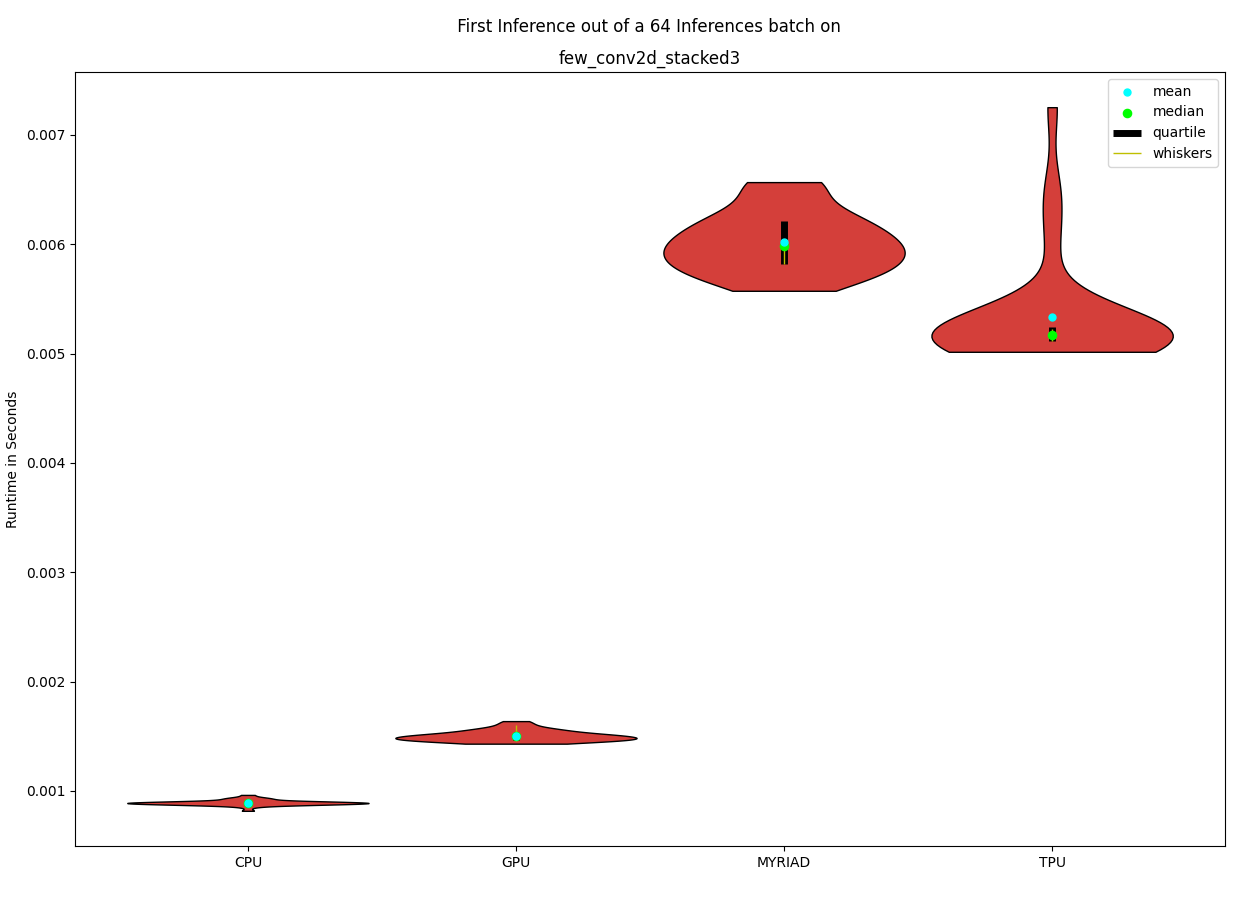 First Inference out of a 64 Inferences batch on
few_conv2d_stacked3
mean
median
quartile
whiskers
Runtime in Seconds
0.007
0.006
0.005
0.004
0.003
0.002
0.001
CPU
GPU
MYRIAD
TPU